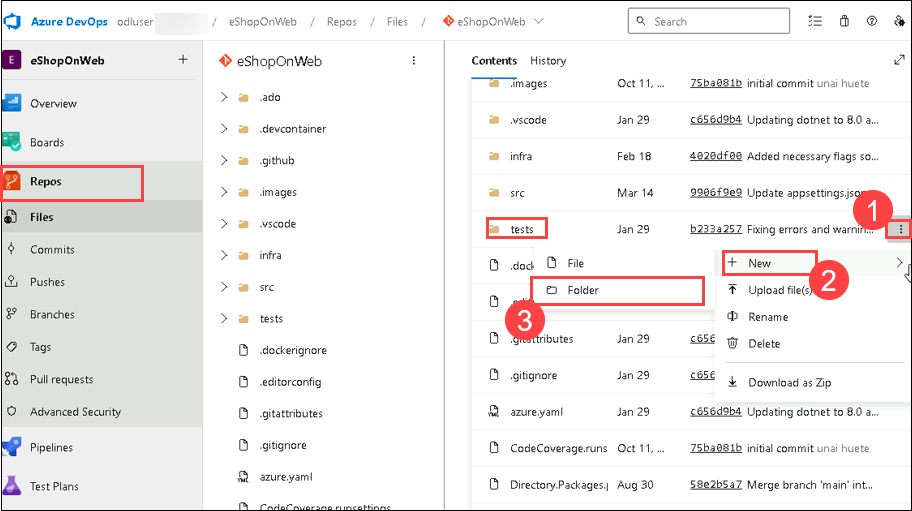 Azure DevOps odluser / eShopOnWeb / Repos / Files / eShopOnWeb Search
E eShopOnWeb +
Overview
Boards
Repos
Files
Commits
Pushes
Branches
Tags
Pull requests
Advanced Security
Pipelines
Test Plans
eShopOnWeb
.ado
.devcontainer
.github
.images
.vscode
infra
src
tests
.dockerignore
.editorconfig
.gitattributes
.gitignore
azure.yaml
CodeCoverage.runsettings
Contents History
.images Oct 11, ... 75ba081b initial commit unai huete
.vscode Jan 29 c656d9b4 Updating dotnet to 8.0 a...
infra Feb 18 4020df00 Added necessary flags so...
src Mar 14 9906f9e9 Update appsettings.json
1
tests Jan 29 b233a257 Fixing errors and warnin...
.dock
.edit
.gitattributes Jan 29 c656
.gitignore Jan 29 c656
azure.yaml Jan 29 c656d9b4 Updating dotnet to 8.0 a...
CodeCoverage.runs Oct 11, ... 75ba081b initial commit unai huete
Directory.Packages.p Aug 30 58e2b5a7 Merge branch 'main' int...
File
Folder
3
New
2
Upload file(s)
Rename
Delete
Download as Zip